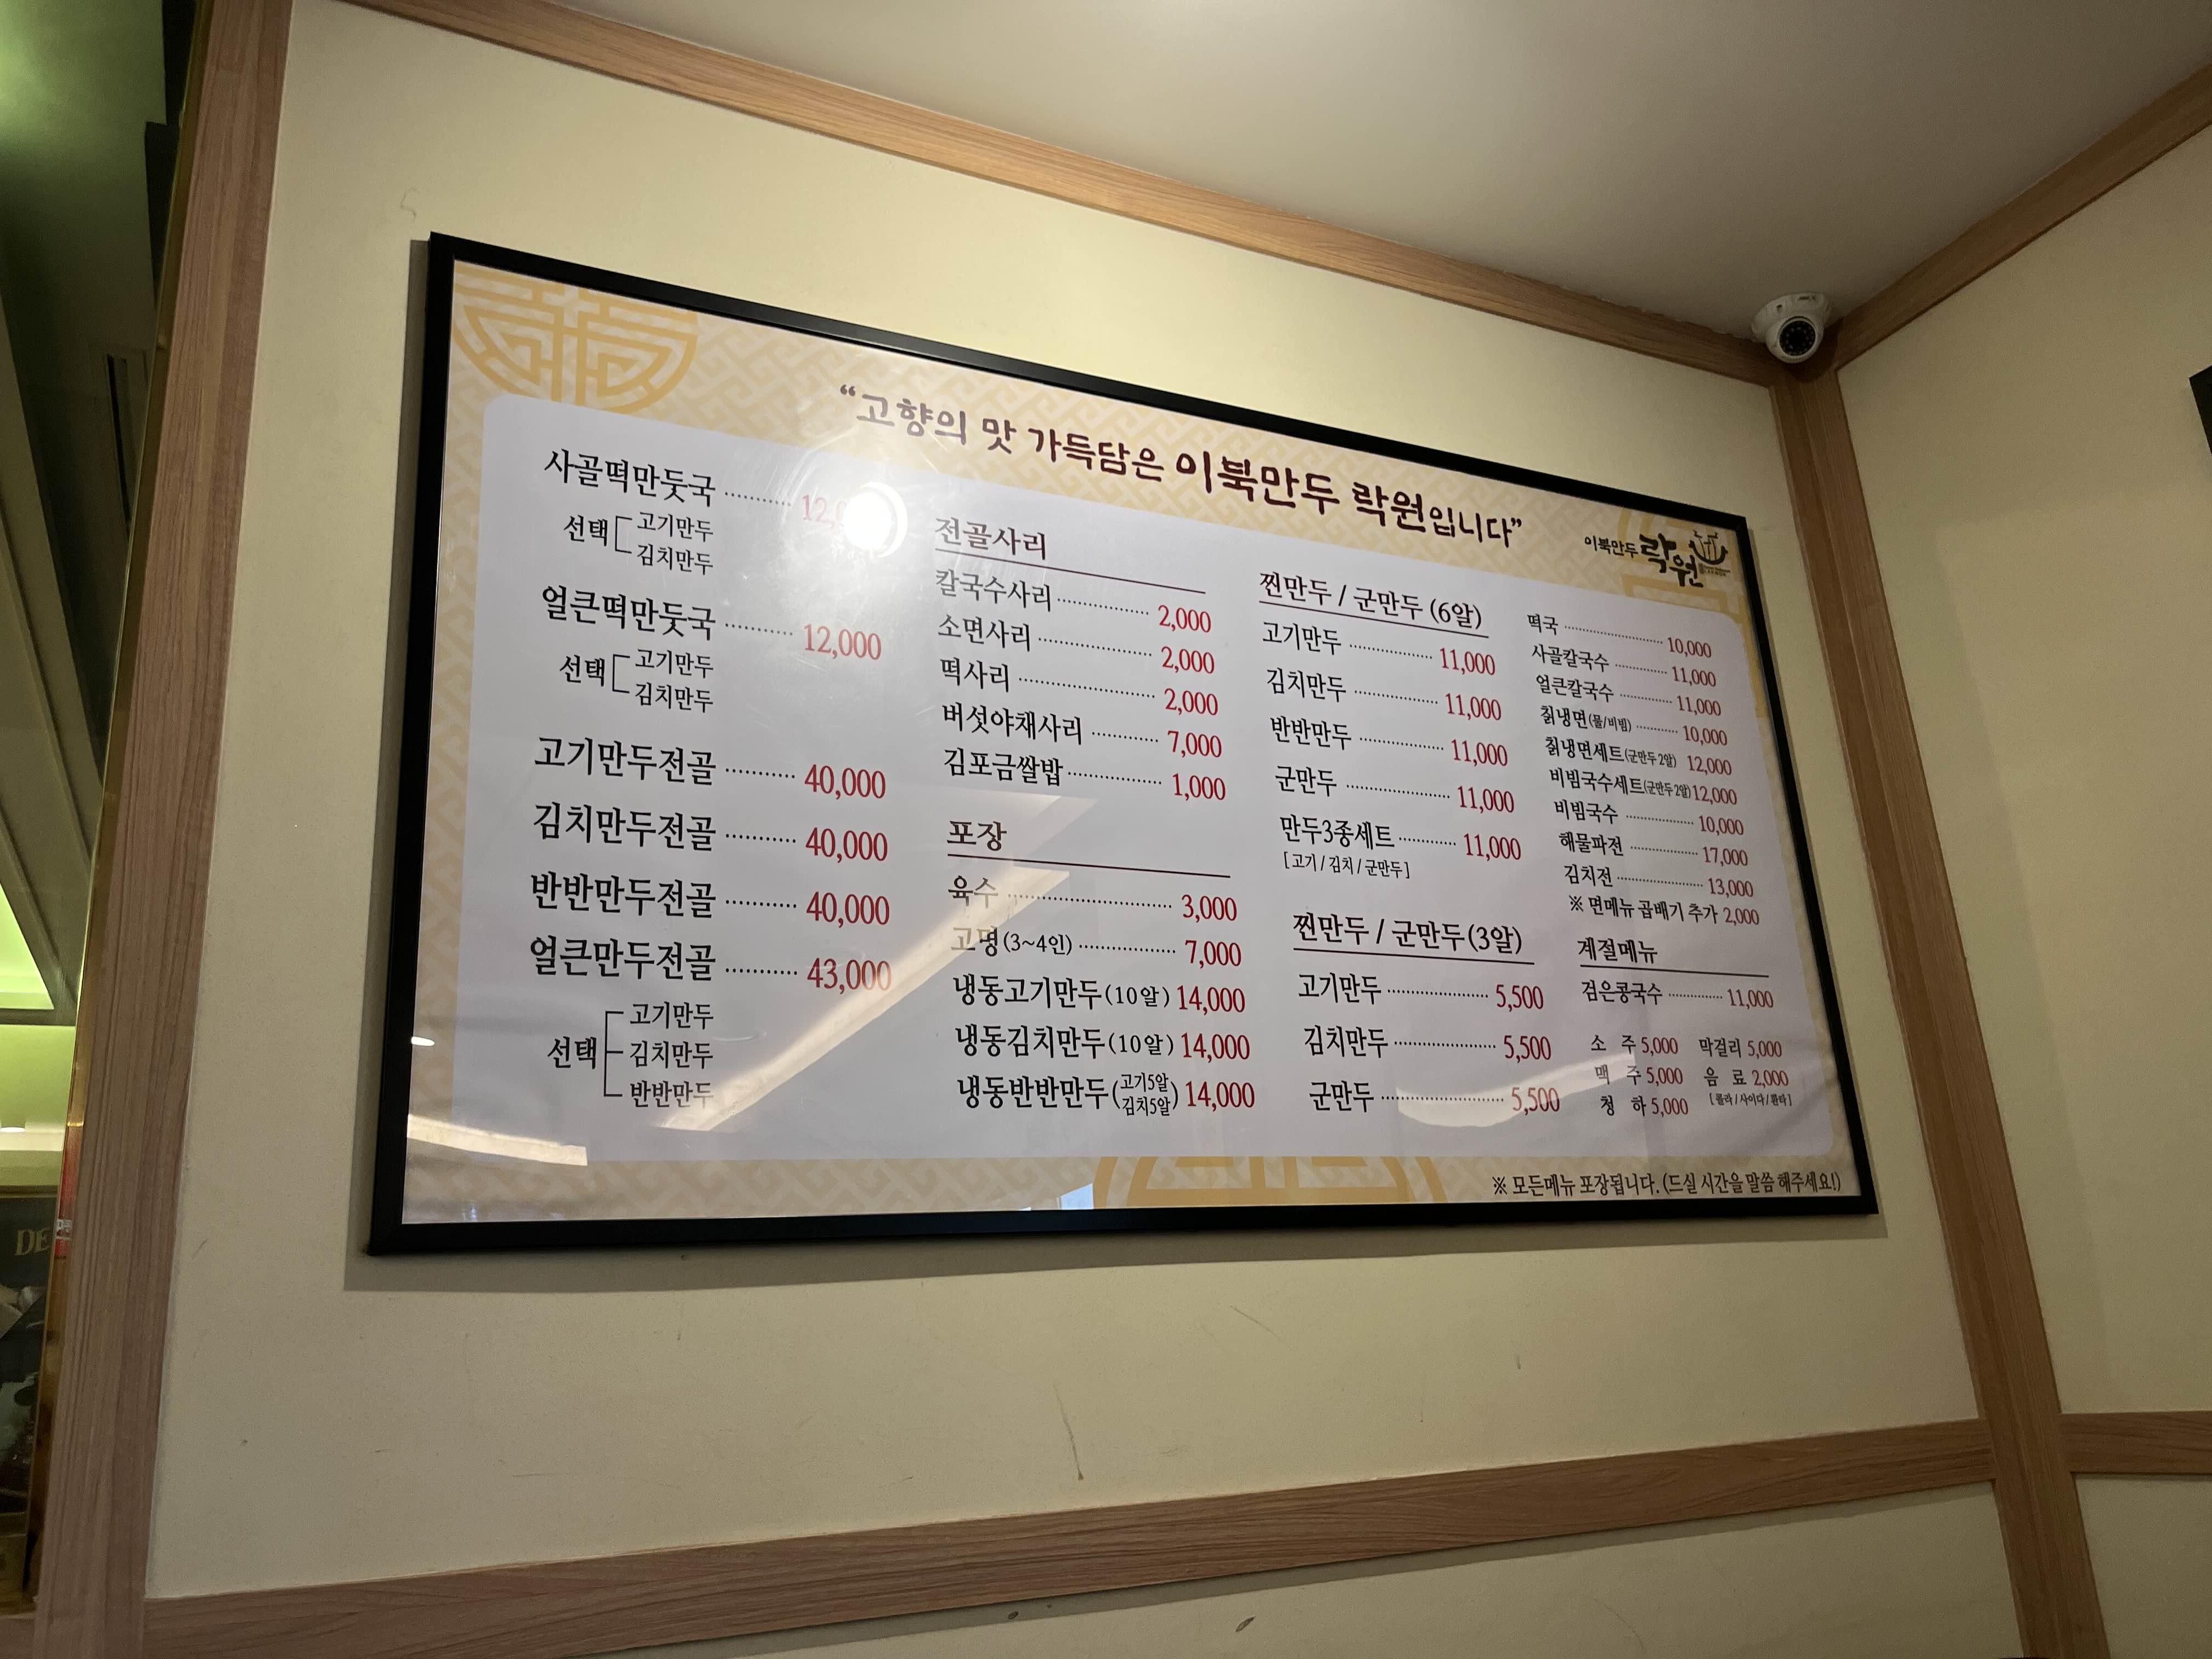 “고향의 맛 가득담은 이북만두 락원입니다”
이북만두 락원
사골떡만둣국 12,
선택 고기만두
김치만두
얼큰떡만둣국 12,000
선택 고기만두
김치만두
고기만두전골 40,000
김치만두전골 40,000
반반만두전골 40,000
얼큰만두전골 43,000
선택 고기만두
김치만두
반반만두
전골사리
칼국수사리 2,000
소면사리 2,000
떡사리 2,000
버섯야채사리 7,000
김포금쌀밥 1,000
포장
육수 3,000
고명(3~4인) 7,000
냉동고기만두(10알) 14,000
냉동김치만두(10알) 14,000
냉동반반만두(고기5알 김치5알) 14,000
찐만두 / 군만두 (6알)
고기만두 11,000
김치만두 11,000
반반만두 11,000
군만두 11,000
만두3종세트 11,000
[고기/김치/군만두]
찐만두 / 군만두(3알)
고기만두 5,500
김치만두 5,500
군만두 5,500
떡국 10,000
사골칼국수 11,000
얼큰칼국수 11,000
칡냉면(물/비빔) 10,000
칡냉면세트(군만두 2알) 12,000
비빔국수세트(군만두 2알) 12,000
비빔국수 10,000
해물파전 17,000
김치전 13,000
※ 면메뉴 곱배기 추가 2,000
계절메뉴
검은콩국수 11,000
소 주 5,000 막걸리 5,000
맥 주 5,000 음 료 2,000
청 하 5,000 [콜라/사이다/환타]
※ 모든메뉴 포장됩니다. (드실 시간을 말씀 해주세요!)
DE